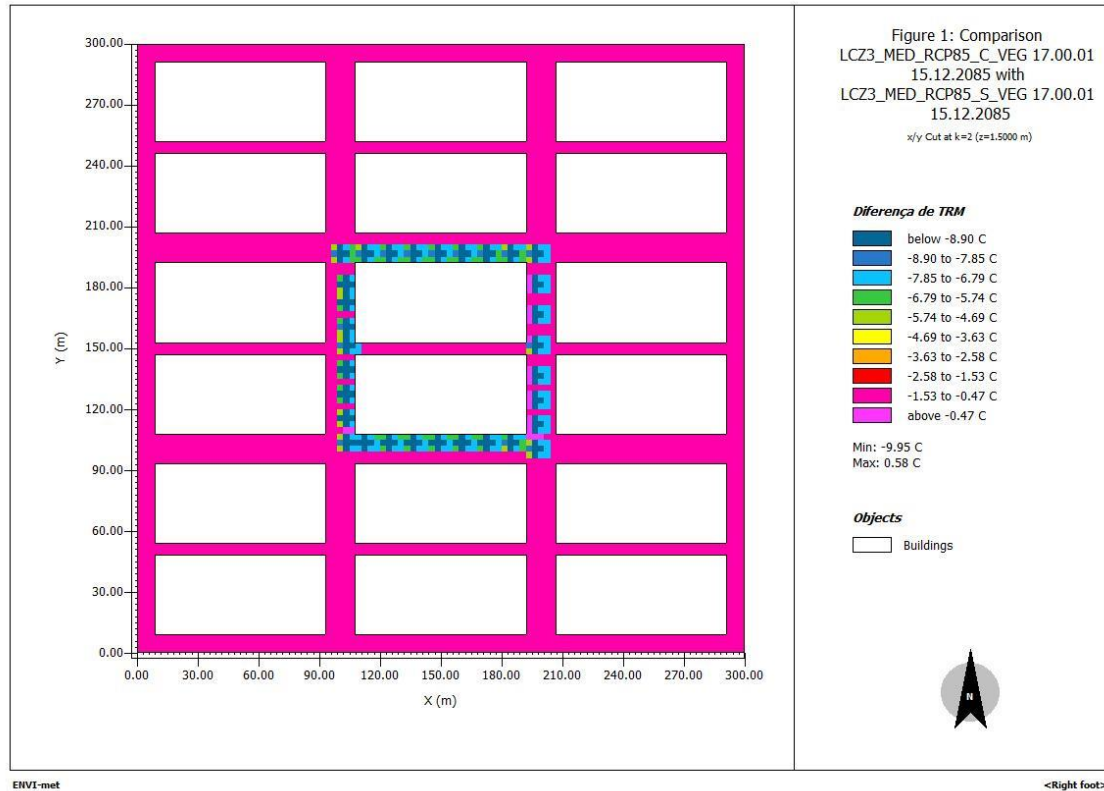 Figure 1: Comparison
LCZ3_MED_RCP85_C_VEG 17.00.01
15.12.2085 with
LCZ3_MED_RCP85_S_VEG 17.00.01
15.12.2085
x/y Cut at k=2 (z=1.5000 m)
300.00
270.00
240.00
210.00
180.00
150.00
120.00
90.00
60.00
30.00
0.00
Y (m)
0.00 30.00 60.00 90.00 120.00 150.00 180.00 210.00 240.00 270.00 300.00
X (m)
Diferença de TRM
below -8.90 C
-8.90 to -7.85 C
-7.85 to -6.79 C
-6.79 to -5.74 C
-5.74 to -4.69 C
-4.69 to -3.63 C
-3.63 to -2.58 C
-2.58 to -1.53 C
-1.53 to -0.47 C
above -0.47 C
Min: -9.95 C
Max: 0.58 C
Objects
Buildings
N
ENVI-met
<Right foot>